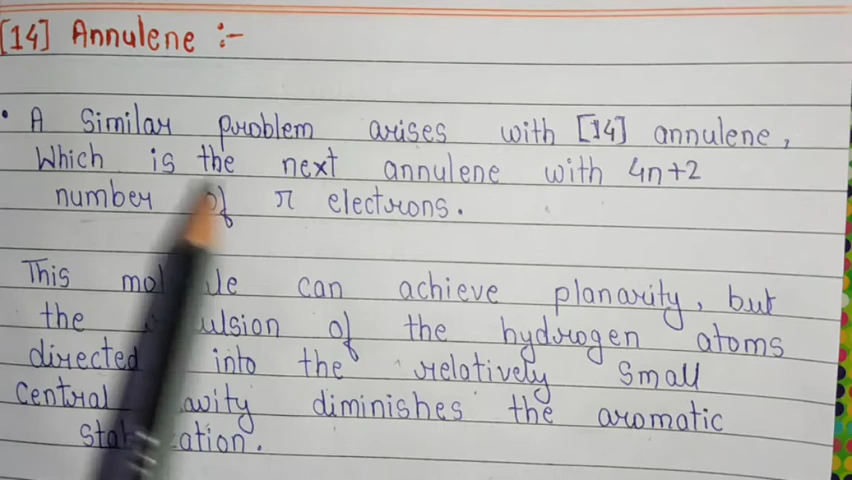 [14] Annulene :-
• A Similar problem arises with [14] annulene,
Which is the next annulene with 4n+2
number of π electrons.
This can achieve planarity, but
the of the hydrogen atoms
directed into the relatively small
central diminishes the aromatic